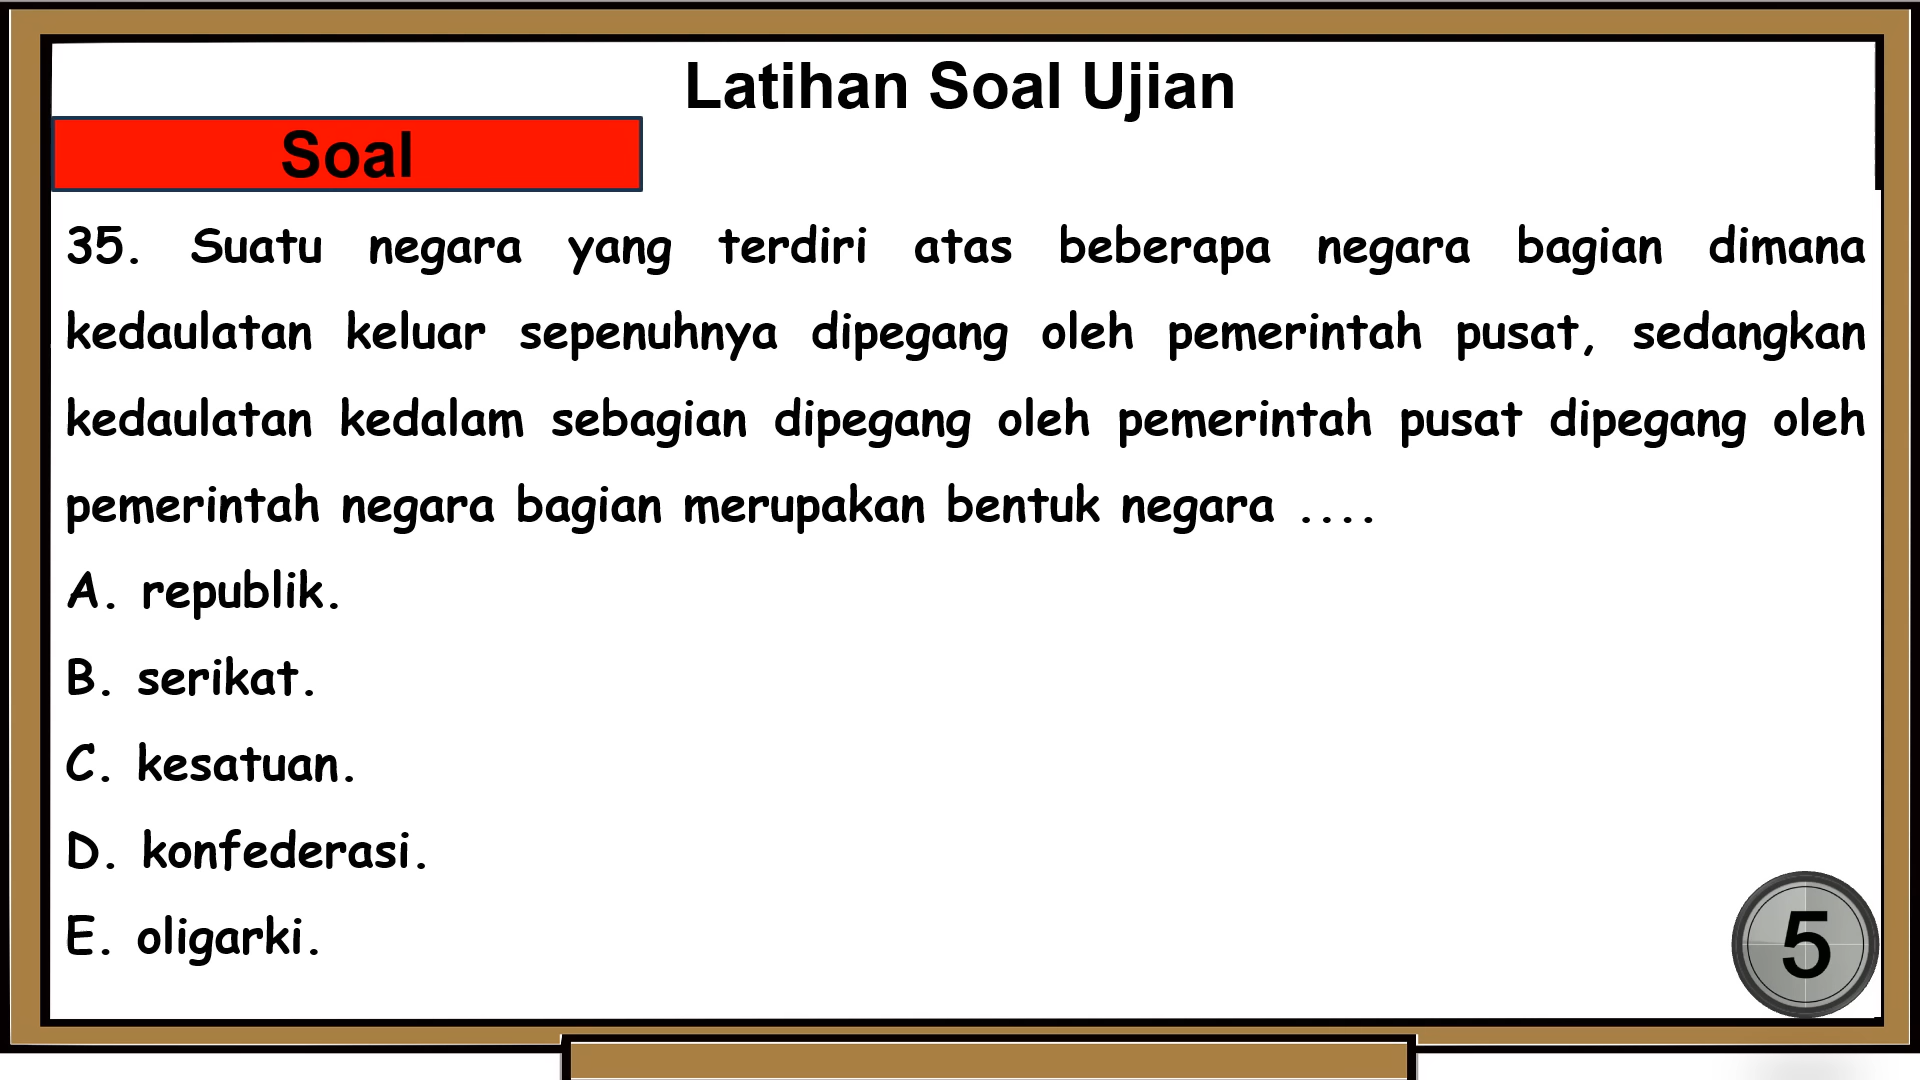 Latihan Soal Ujian
Soal
35. Suatu negara yang terdiri atas beberapa negara bagian dimana
kedaulatan keluar sepenuhnya dipegang oleh pemerintah pusat, sedangkan
kedaulatan kedalam sebagian dipegang oleh pemerintah pusat dipegang oleh
pemerintah negara bagian merupakan bentuk negara ....
A. republik.
B. serikat.
C. kesatuan.
D. konfederasi.
E. oligarki.
5